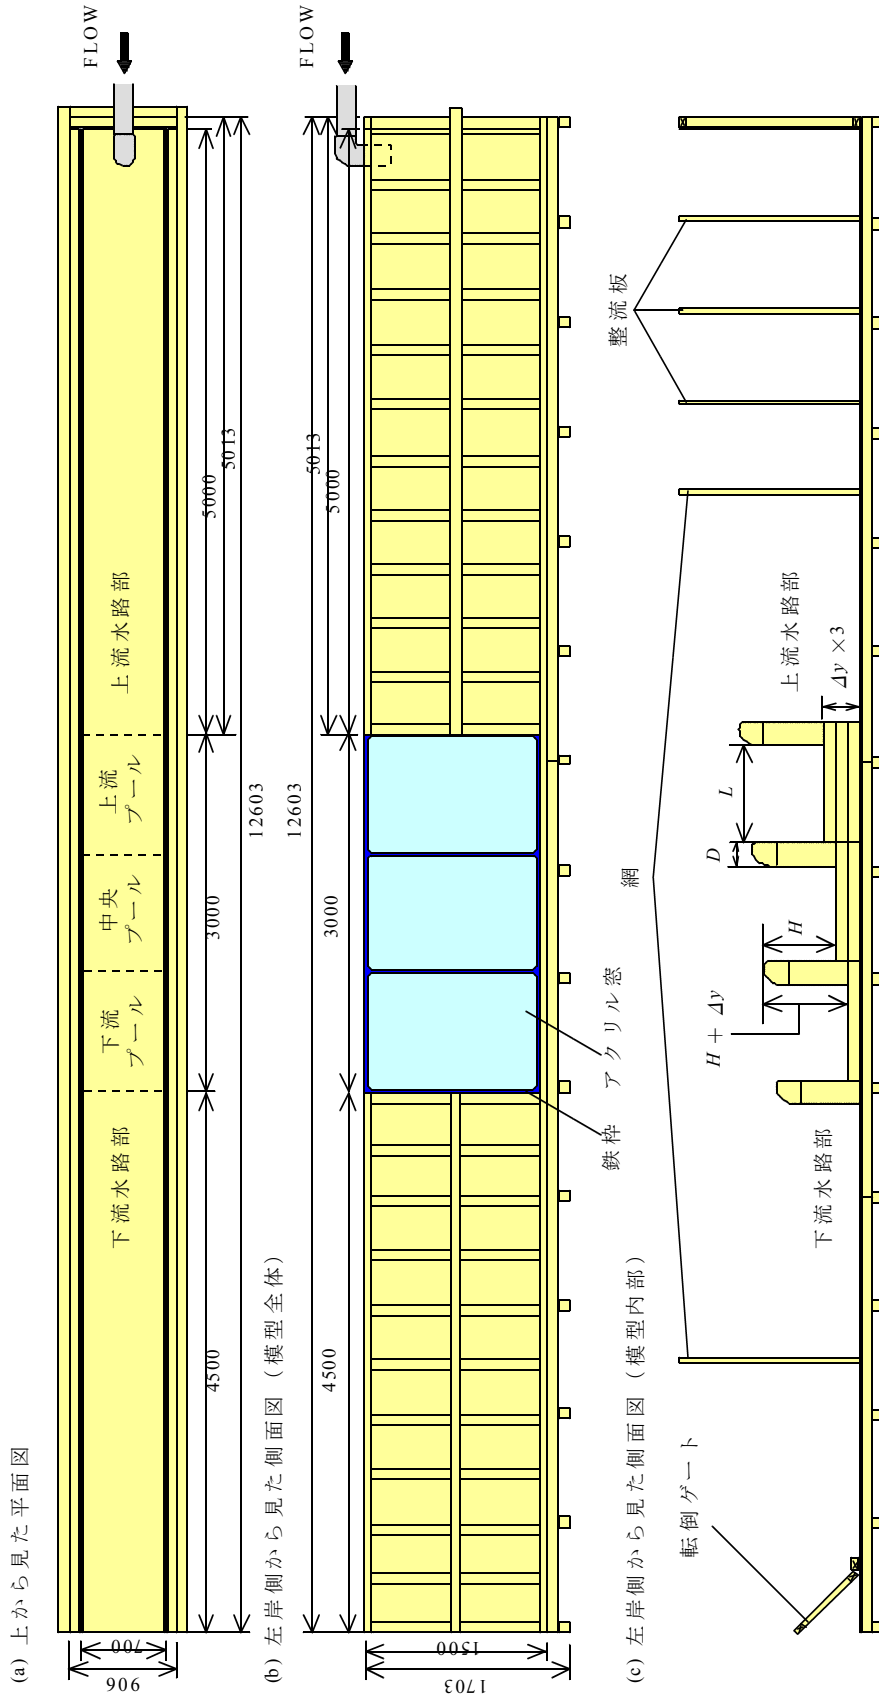 (a) 上から見た平面図
FLOW
下流水路部
下流
プール
中央
プール
上流
プール
上流水路部
4500
3000
5000
5013
12603
700
906
(b) 左岸側から見た側面図（模型全体）
FLOW
12603
5013
4500
3000
5000
1500
1703
鉄枠
アクリル窓
(c) 左岸側から見た側面図（模型内部）
転倒ゲート
網
整流板
下流水路部
H + Δy
H
D
L
上流水路部
Δy ×3